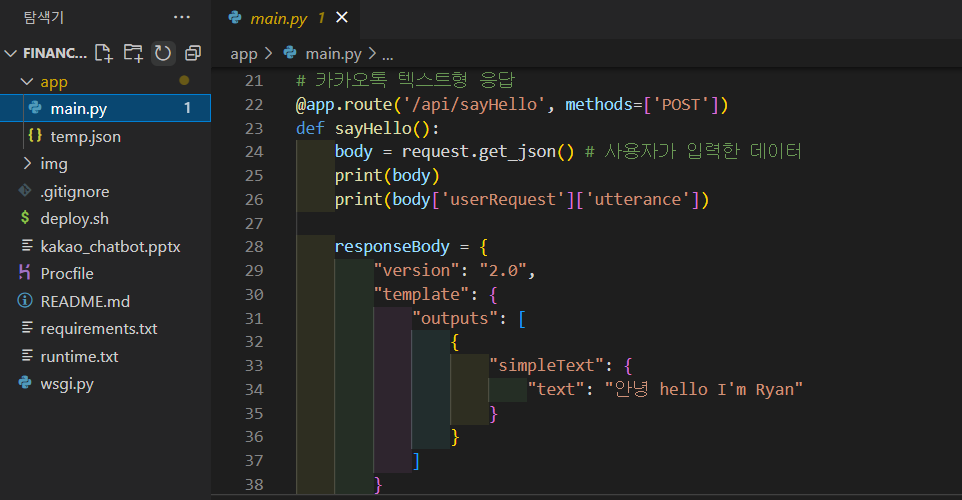 탐색기 ...
FINANC...
app
main.py 1
temp.json
img
.gitignore
deploy.sh
kakao_chatbot.pptx
Procfile
README.md
requirements.txt
runtime.txt
wsgi.py
main.py 1
app > main.py > ...
21 # 카카오톡 텍스트형 응답
22 @app.route('/api/sayHello', methods=['POST'])
23 def sayHello():
24     body = request.get_json() # 사용자가 입력한 데이터
25     print(body)
26     print(body['userRequest']['utterance'])
27
28     responseBody = {
29         "version": "2.0",
30         "template": {
31             "outputs": [
32                 {
33                     "simpleText": {
34                         "text": "안녕 hello I'm Ryan"
35                     }
36                 }
37             ]
38         }